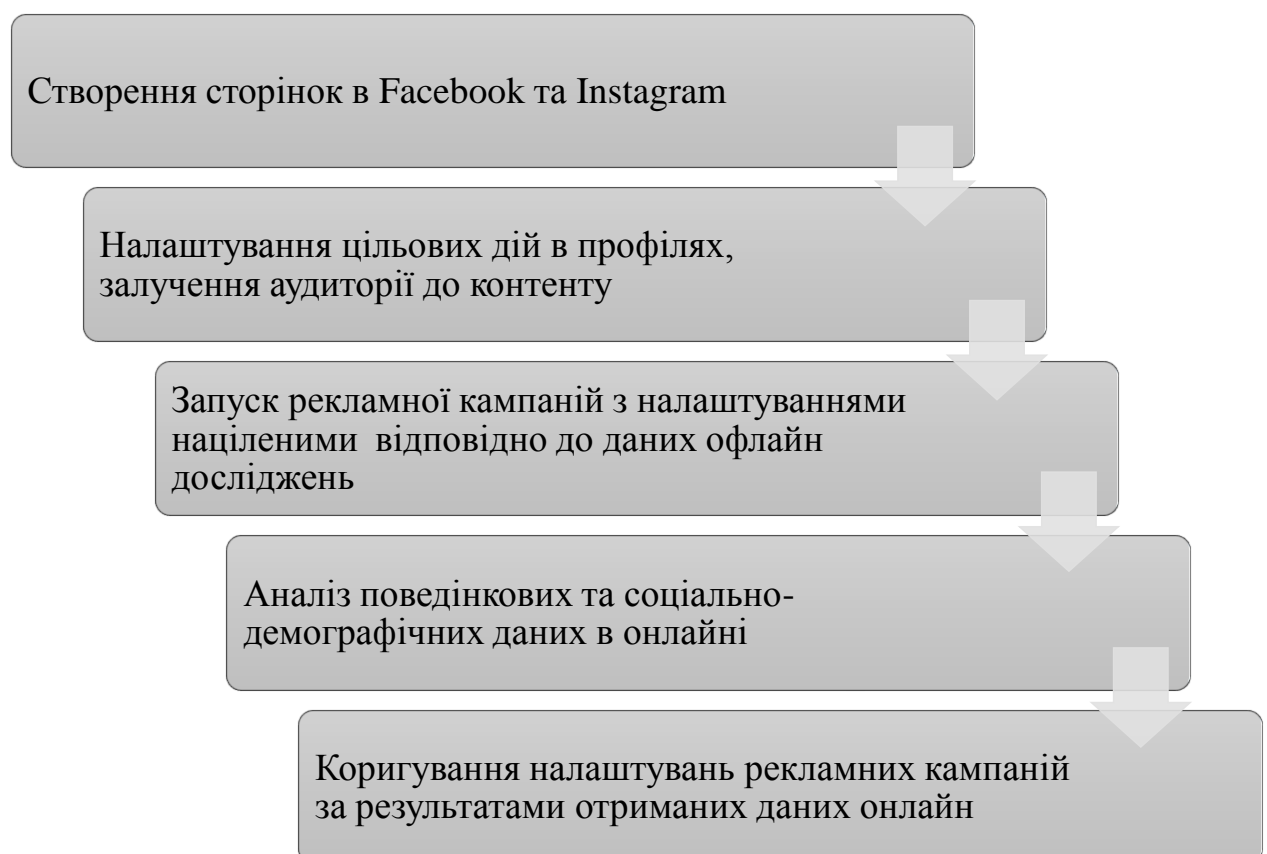 Створення сторінок в Facebook та Instagram
Налаштування цільових дій в профілях,
залучення аудиторії до контенту
Запуск рекламної кампаній з налаштуваннями
націленими  відповідно до даних офлайн
досліджень
Аналіз поведінкових та соціально-
демографічних даних в онлайні
Коригування налаштувань рекламних кампаній
за результатами отриманих даних онлайн